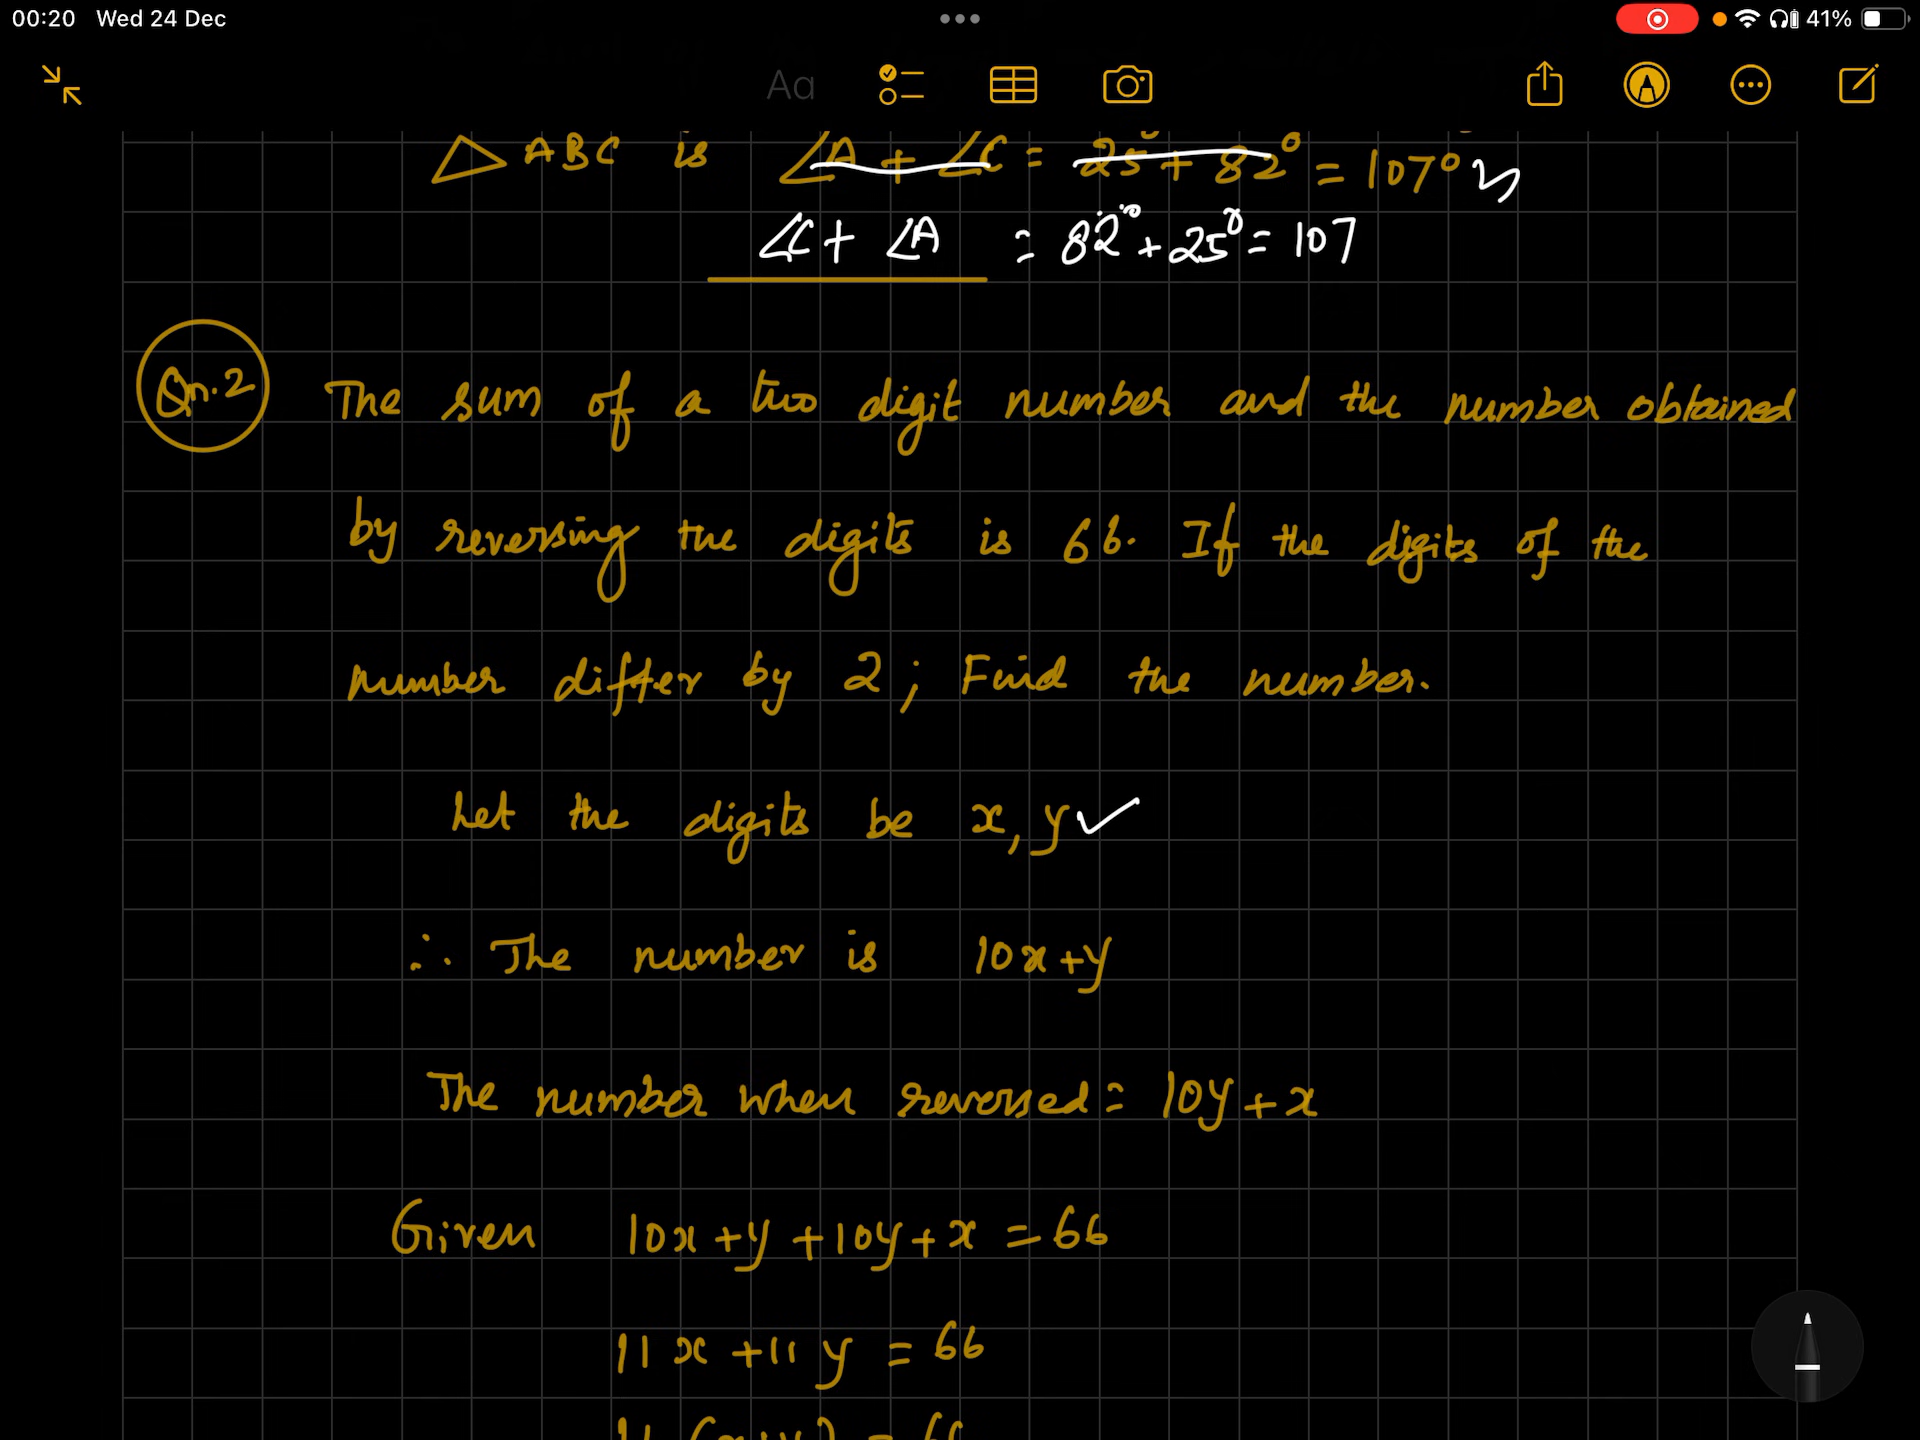 00:20 Wed 24 Dec
41%
Aa
△ ABC is ∠A + ∠C = 25 + 82° = 107°
∠C + ∠A = 82° + 25° = 107
Qn.2 The sum of a two digit number and the number obtained
by reversing the digits is 66. If the digits of the
number differ by 2; Find the number.
Let the digits be x, y ✓
∴ The number is 10x+y
The number when reversed = 10y+x
Given 10x+y+10y+x = 66
11x+11y = 66